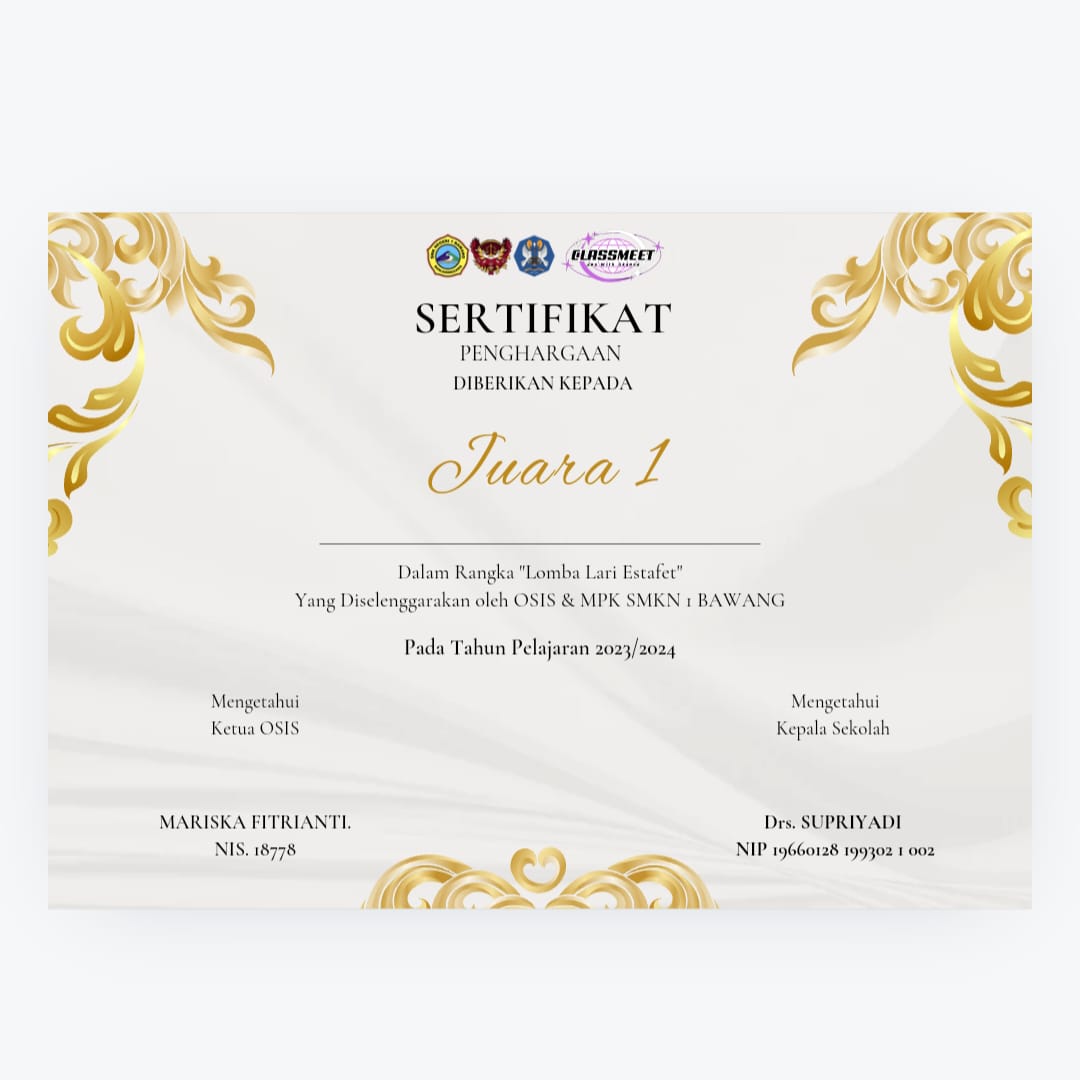 CLASSMEET
SERTIFIKAT
PENGHARGAAN
DIBERIKAN KEPADA
Juara 1
Dalam Rangka "Lomba Lari Estafet"
Yang Diselenggarakan oleh OSIS & MPK SMKN 1 BAWANG
Pada Tahun Pelajaran 2023/2024
Mengetahui
Ketua OSIS
Mengetahui
Kepala Sekolah
MARISKA FITRIANTI.
NIS. 18778
Drs. SUPRIYADI
NIP 19660128 199302 1 002